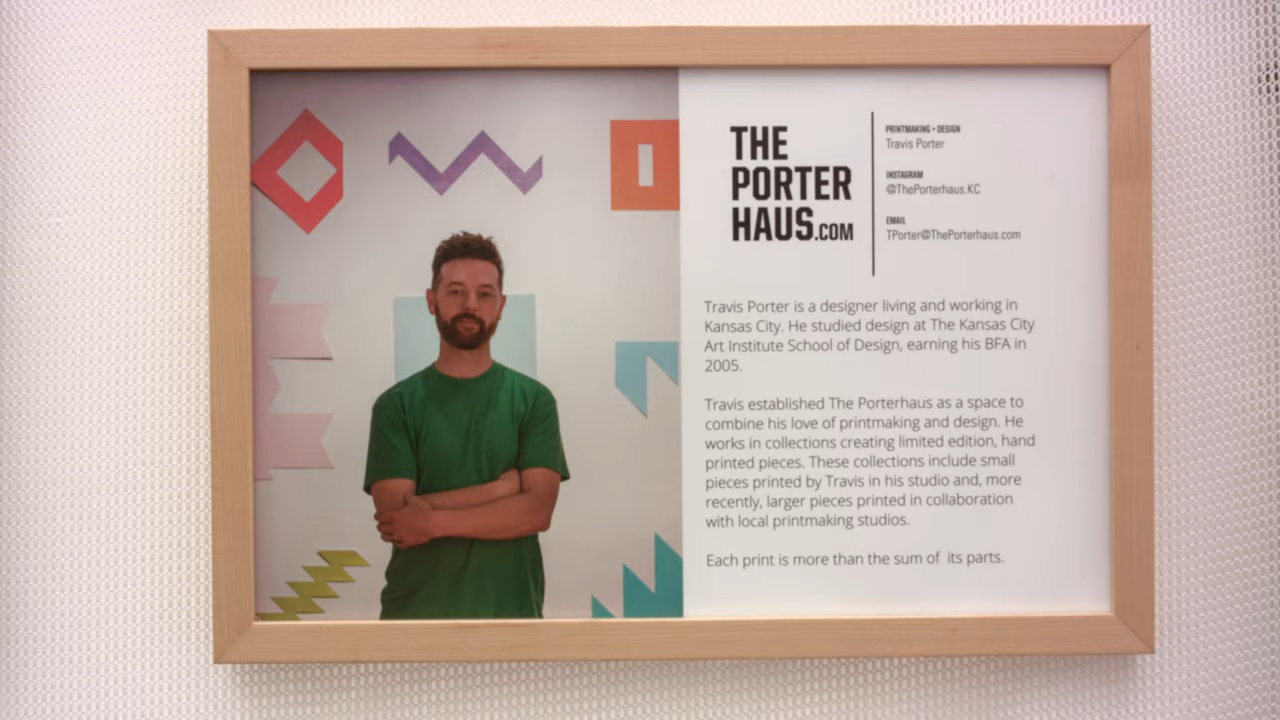 THE
PORTER
HAUS.COM
PRINTMAKING + DESIGN
Travis Porter
INSTAGRAM
@ThePorterhaus.KC
EMAIL
TPorter@ThePorterhaus.com
Travis Porter is a designer living and working in
Kansas City. He studied design at The Kansas City
Art Institute School of Design, earning his BFA in
2005.
Travis established The Porterhaus as a space to
combine his love of printmaking and design. He
works in collections creating limited edition, hand
printed pieces. These collections include small
pieces printed by Travis in his studio and, more
recently, larger pieces printed in collaboration
with local printmaking studios.
Each print is more than the sum of its parts.